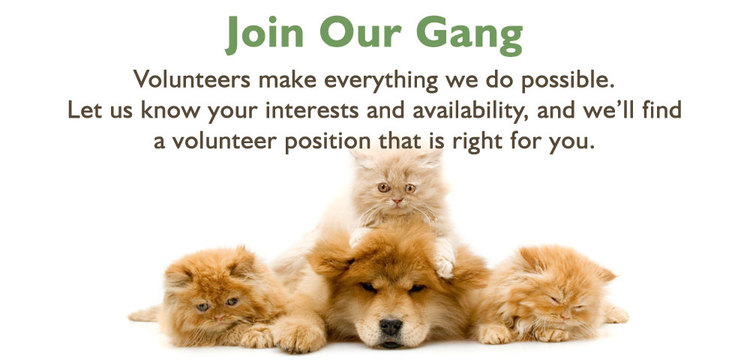 Join Our Gang
Volunteers make everything we do possible.
Let us know your interests and availability, and we’ll find
a volunteer position that is right for you.